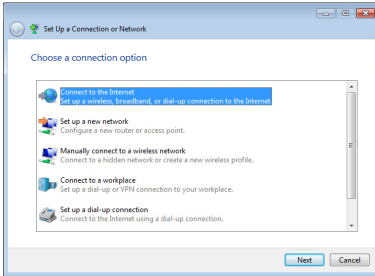 Set Up a Connection or Network
Choose a connection option
Connect to the Internet
Set up a wireless, broadband, or dial-up connection to the Internet.
Set up a new network
Configure a new router or access point.
Manually connect to a wireless network
Connect to a hidden network or create a new wireless profile.
Connect to a workplace
Set up a dial-up or VPN connection to your workplace.
Set up a dial-up connection
Connect to the Internet using a dial-up connection.
Next
Cancel